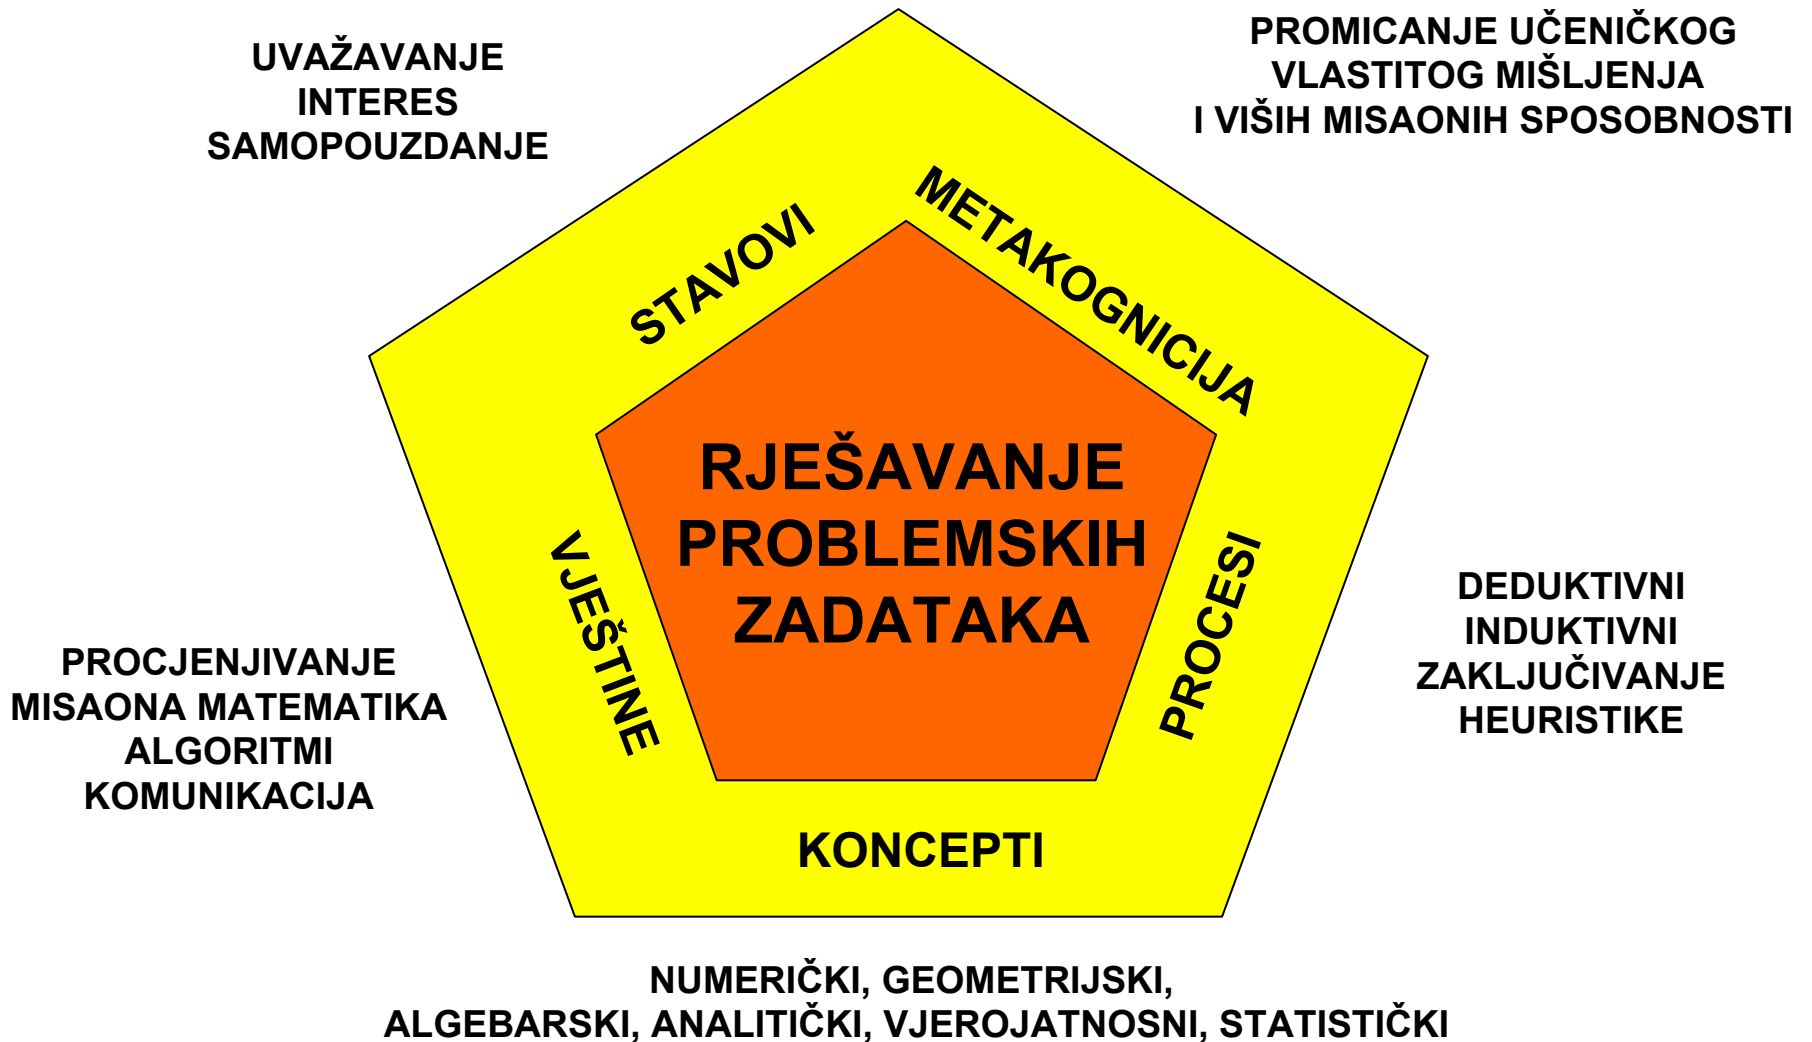 UVAŽAVANJE
INTERES
SAMOPOUZDANJE
PROMICANJE UČENIČKOG
VLASTITOG MIŠLJENJA
I VIŠIH MISAONIH SPOSOBNOSTI
STAVOVI
METAKOGNICIJA
RJEŠAVANJE
PROBLEMSKIH
ZADATAKA
VJEŠTINE
PROCESI
KONCEPTI
PROCJENJIVANJE
MISAONA MATEMATIKA
ALGORITMI
KOMUNIKACIJA
DEDUKTIVNI
INDUKTIVNI
ZAKLJUČIVANJE
HEURISTIKE
NUMERIČKI, GEOMETRIJSKI,
ALGEBARSKI, ANALITIČKI, VJEROJATNOSNI, STATISTIČKI